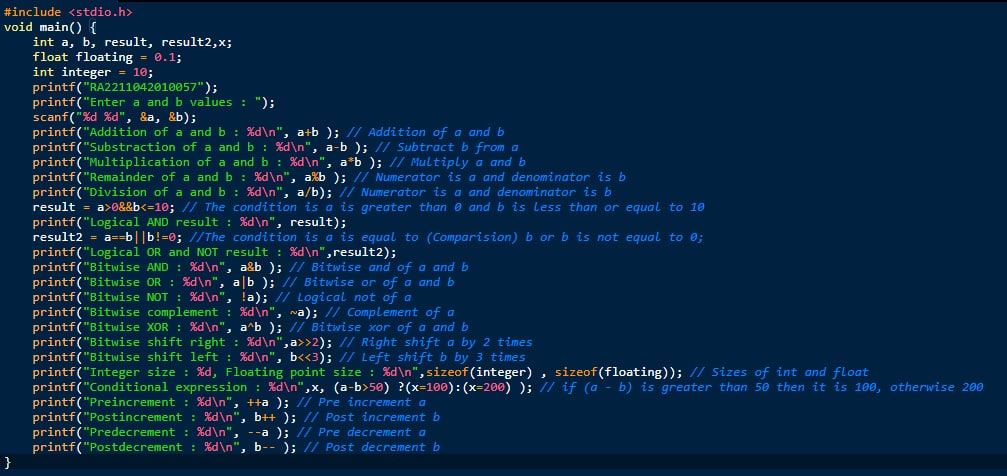 #include <stdio.h>
void main() {
    int a, b, result, result2,x;
    float floating = 0.1;
    int integer = 10;
    printf("RA2211042010057");
    printf("Enter a and b values : ");
    scanf("%d %d", &a, &b);
    printf("Addition of a and b : %d\n", a+b ); // Addition of a and b
    printf("Substraction of a and b : %d\n", a-b ); // Subtract b from a
    printf("Multiplication of a and b : %d\n", a*b ); // Multiply a and b
    printf("Remainder of a and b : %d\n", a%b ); // Numerator is a and denominator is b
    printf("Division of a and b : %d\n", a/b); // Numerator is a and denominator is b
    result = a>0&&b<=10; // The condition is a is greater than 0 and b is less than or equal to 10
    printf("Logical AND result : %d\n", result);
    result2 = a==b||b!=0; //The condition is a is equal to (Comparision) b or b is not equal to 0;
    printf("Logical OR and NOT result : %d\n",result2);
    printf("Bitwise AND : %d\n", a&b ); // Bitwise and of a and b
    printf("Bitwise OR : %d\n", a|b ); // Bitwise or of a and b
    printf("Bitwise NOT : %d\n", !a); // Logical not of a
    printf("Bitwise complement : %d\n", ~a); // Complement of a
    printf("Bitwise XOR : %d\n", a^b ); // Bitwise xor of a and b
    printf("Bitwise shift right : %d\n",a>>2); // Right shift a by 2 times
    printf("Bitwise shift left : %d\n", b<<3); // Left shift b by 3 times
    printf("Integer size : %d, Floating point size : %d\n",sizeof(integer) , sizeof(floating)); // Sizes of int and float
    printf("Conditional expression : %d\n",x, (a-b>50) ?(x=100):(x=200) ); // if (a - b) is greater than 50 then it is 100, otherwise 200
    printf("Preincrement : %d\n", ++a ); // Pre increment a
    printf("Postincrement : %d\n", b++ ); // Post increment b
    printf("Predecrement : %d\n", --a ); // Pre decrement a
    printf("Postdecrement : %d\n", b-- ); // Post decrement b
}